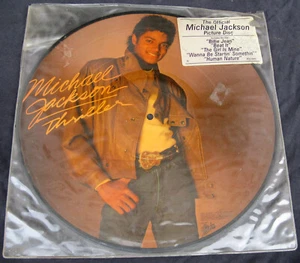 The Official
Michael Jackson
Picture Disc
"Billie Jean"
"Beat It"
"The Girl Is Mine"
"Wanna Be Startin' Somethin'"
"Human Nature"
Michael
Jackson
Thriller